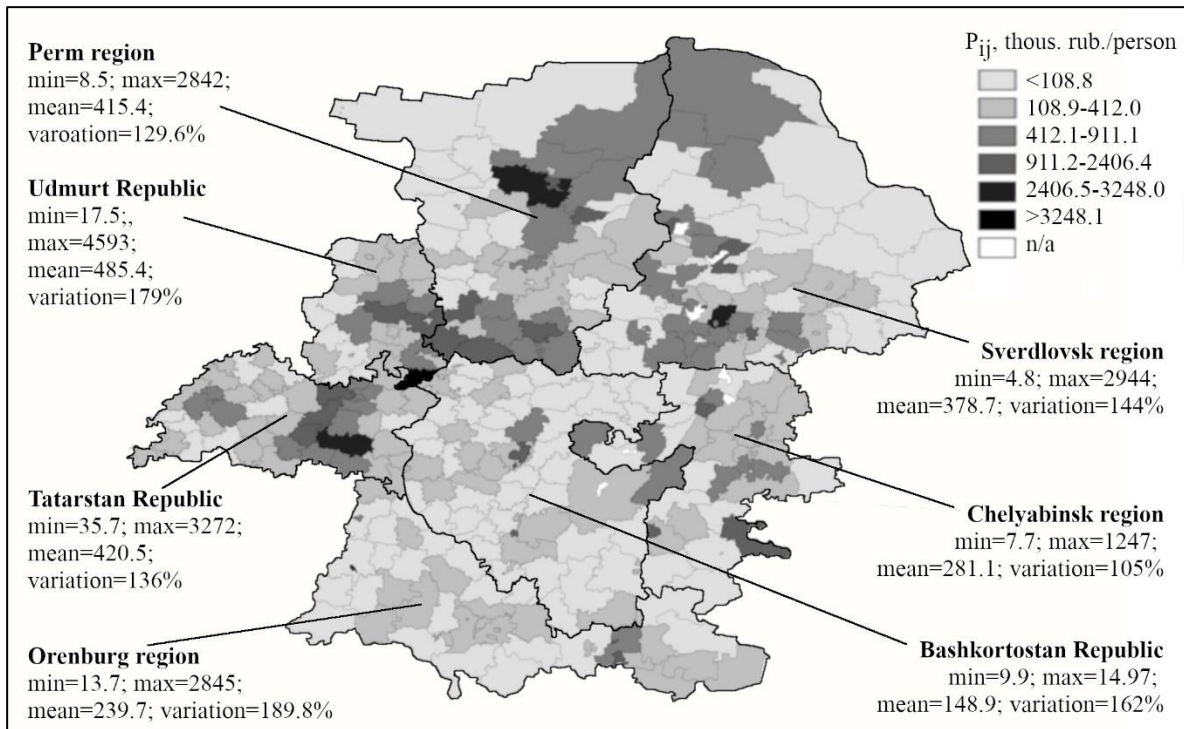 Perm region
min=8.5; max=2842;
mean=415.4;
varoation=129.6%
Udmurt Republic
min=17.5;,
max=4593;
mean=485.4;
variation=179%
Tatarstan Republic
min=35.7; max=3272;
mean=420.5;
variation=136%
Orenburg region
min=13.7; max=2845;
mean=239.7; variation=189.8%
Pij, thous. rub./person
<108.8
108.9-412.0
412.1-911.1
911.2-2406.4
2406.5-3248.0
>3248.1
n/a
Sverdlovsk region
min=4.8; max=2944;
mean=378.7; variation=144%
Chelyabinsk region
min=7.7; max=1247;
mean=281.1; variation=105%
Bashkortostan Republic
min=9.9; max=14.97;
mean=148.9; variation=162%